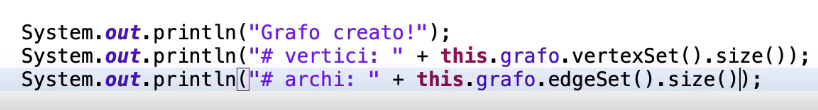 System.out.println("Grafo creato!");
System.out.println("# vertici: " + this.grafo.vertexSet().size());
System.out.println("# archi: " + this.grafo.edgeSet().size());